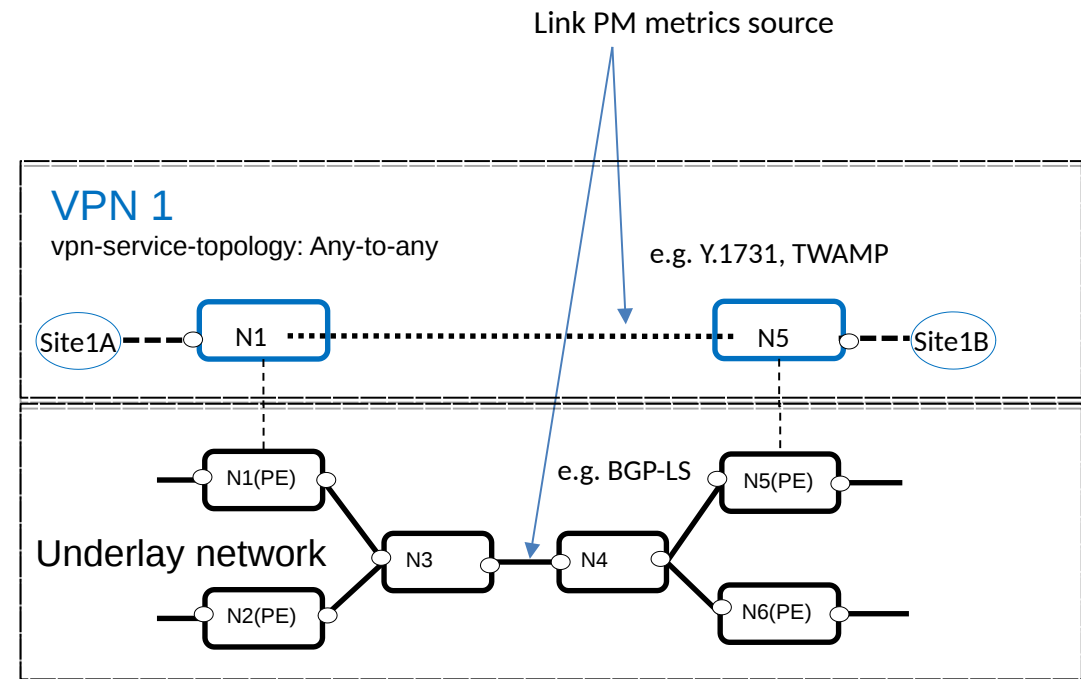 Link PM metrics source
VPN 1
vpn-service-topology: Any-to-any
e.g. Y.1731, TWAMP
Site1A
N1
N5
Site1B
e.g. BGP-LS
N1(PE)
N5(PE)
Underlay network
N3
N4
N2(PE)
N6(PE)